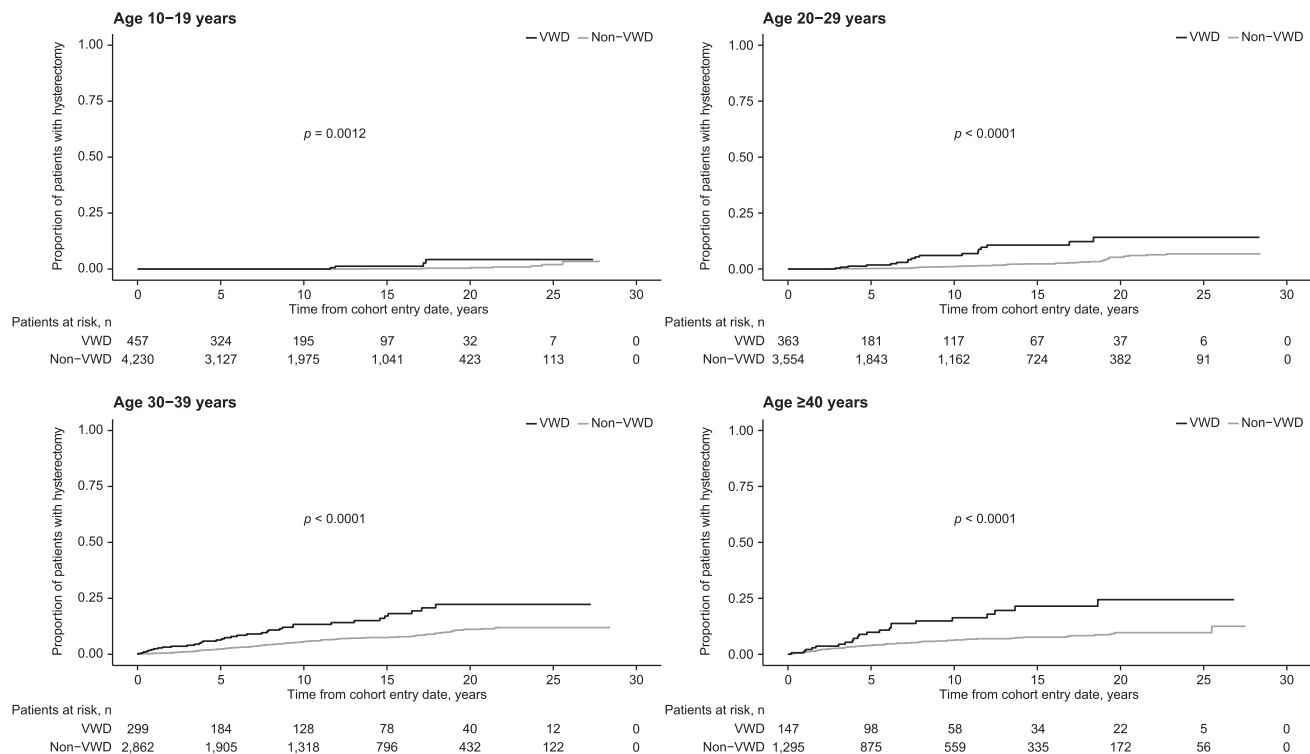 Age 10−19 years
VWD Non−VWD
Proportion of patients with hysterectomy
1.00
0.75
0.50
0.25
0.00
p = 0.0012
0 5 10 15 20 25 30
Time from cohort entry date, years
Patients at risk, n
VWD 457 324 195 97 32 7 0
Non−VWD 4,230 3,127 1,975 1,041 423 113 0
Age 20−29 years
VWD Non−VWD
Proportion of patients with hysterectomy
1.00
0.75
0.50
0.25
0.00
p < 0.0001
0 5 10 15 20 25 30
Time from cohort entry date, years
Patients at risk, n
VWD 363 181 117 67 37 6 0
Non−VWD 3,554 1,843 1,162 724 382 91 0
Age 30−39 years
VWD Non−VWD
Proportion of patients with hysterectomy
1.00
0.75
0.50
0.25
0.00
p < 0.0001
0 5 10 15 20 25 30
Time from cohort entry date, years
Patients at risk, n
VWD 299 184 128 78 40 12 0
Non−VWD 2,862 1,905 1,318 796 432 122 0
Age ≥40 years
VWD Non−VWD
Proportion of patients with hysterectomy
1.00
0.75
0.50
0.25
0.00
p < 0.0001
0 5 10 15 20 25 30
Time from cohort entry date, years
Patients at risk, n
VWD 147 98 58 34 22 5 0
Non−VWD 1,295 875 559 335 172 56 0